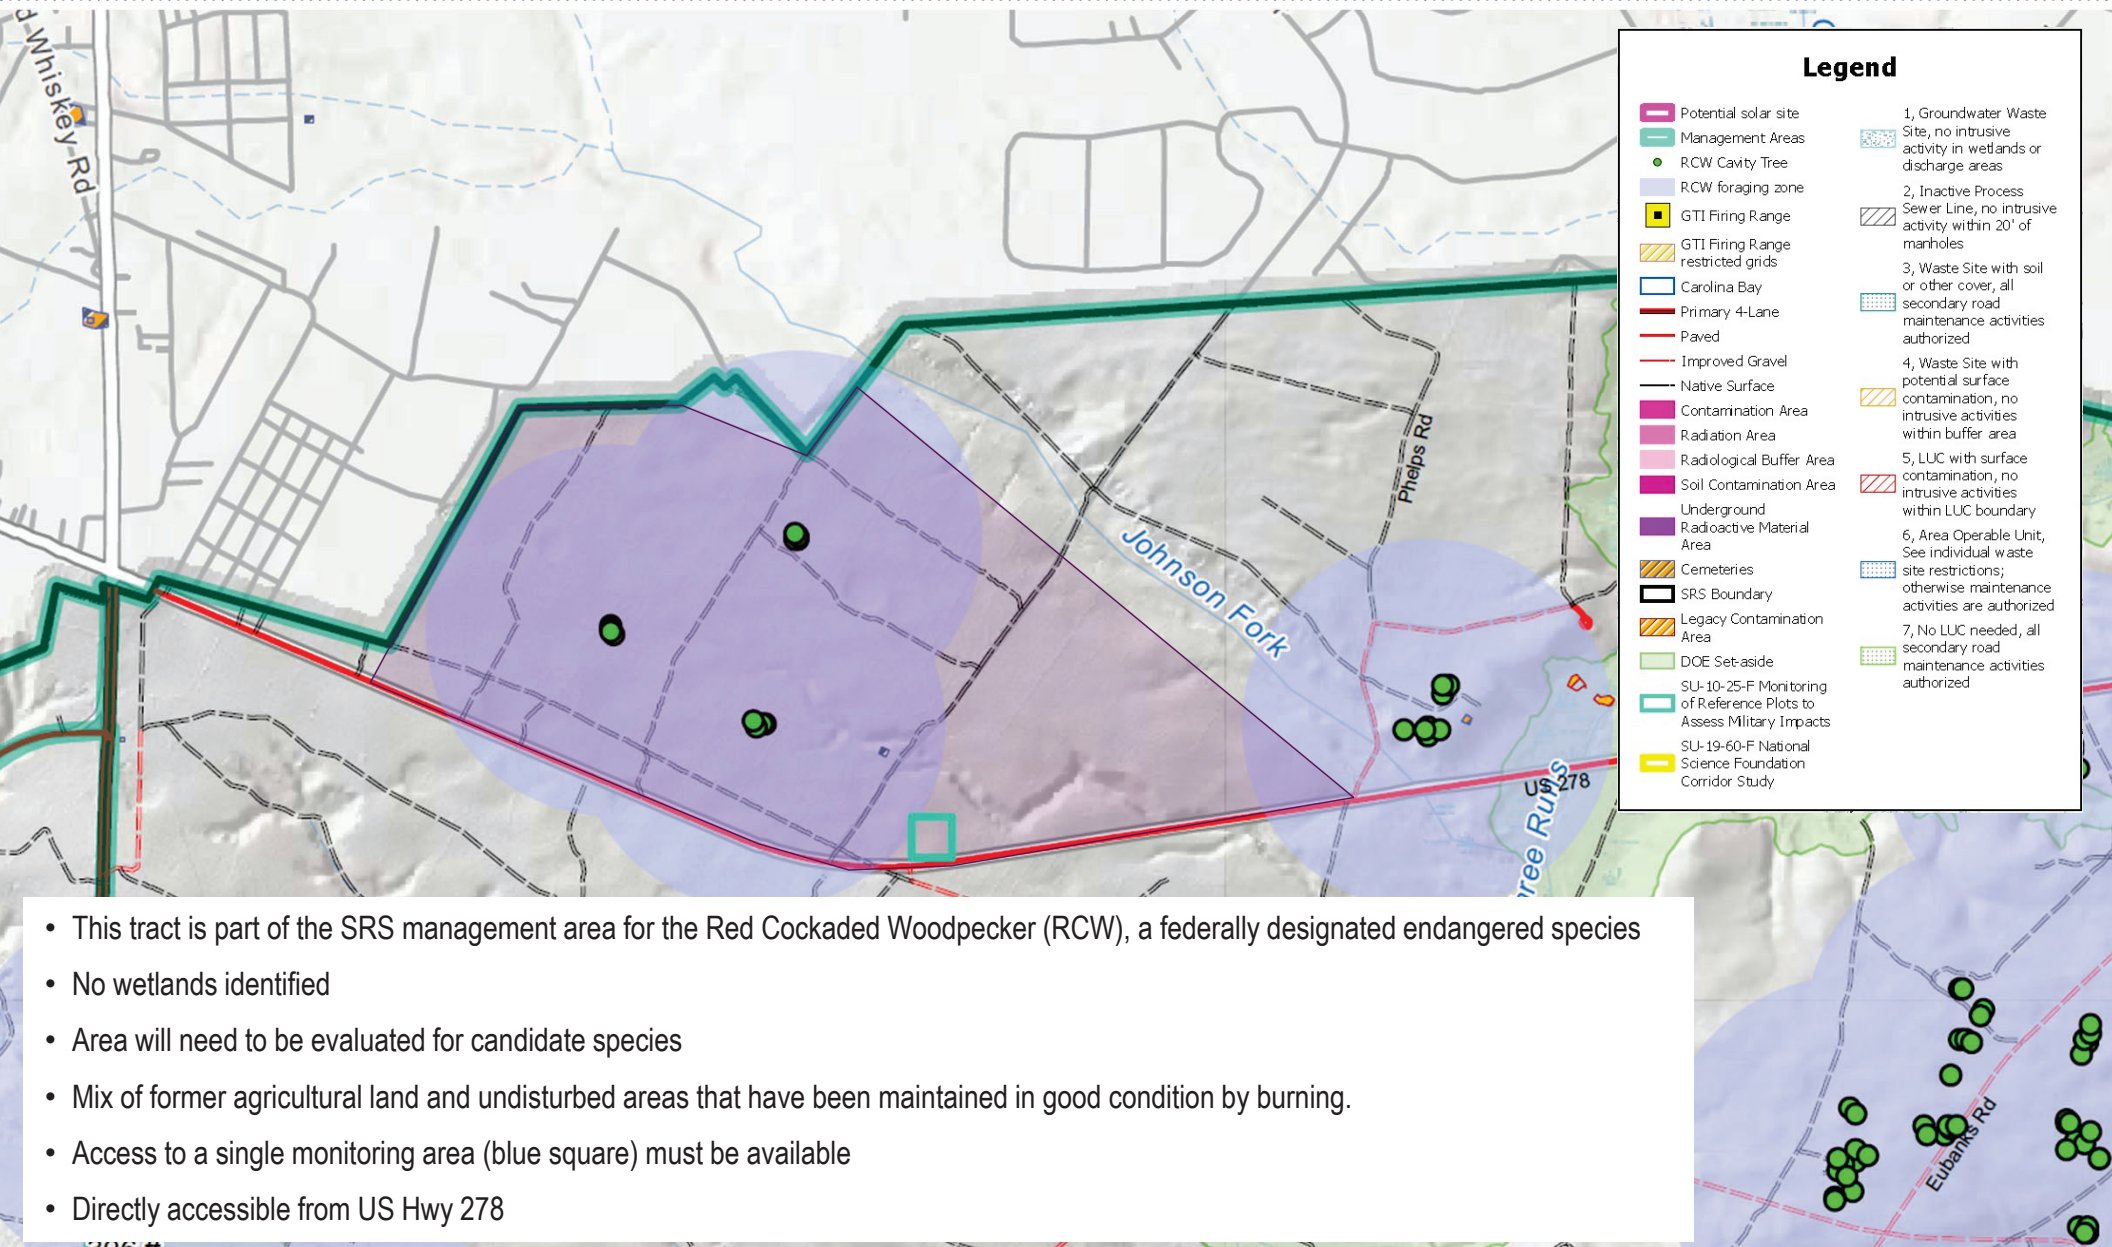 d Whiskey Rd
Phelps Rd
Johnson Fork
US 278
hree Runs
Eubanks Rd
Legend
Potential solar site
Management Areas
RCW Cavity Tree
RCW foraging zone
GTI Firing Range
GTI Firing Range
restricted grids
Carolina Bay
Primary 4-Lane
Paved
Improved Gravel
Native Surface
Contamination Area
Radiation Area
Radiological Buffer Area
Soil Contamination Area
Underground
Radioactive Material
Area
Cemeteries
SRS Boundary
Legacy Contamination
Area
DOE Set-aside
SU-10-25-F Monitoring
of Reference Plots to
Assess Military Impacts
SU-19-60-F National
Science Foundation
Corridor Study
1, Groundwater Waste
Site, no intrusive
activity in wetlands or
discharge areas
2, Inactive Process
Sewer Line, no intrusive
activity within 20' of
manholes
3, Waste Site with soil
or other cover, all
secondary road
maintenance activities
authorized
4, Waste Site with
potential surface
contamination, no
intrusive activities
within buffer area
5, LUC with surface
contamination, no
intrusive activities
within LUC boundary
6, Area Operable Unit,
See individual waste
site restrictions;
otherwise maintenance
activities are authorized
7, No LUC needed, all
secondary road
maintenance activities
authorized
• This tract is part of the SRS management area for the Red Cockaded Woodpecker (RCW), a federally designated endangered species
• No wetlands identified
• Area will need to be evaluated for candidate species
• Mix of former agricultural land and undisturbed areas that have been maintained in good condition by burning.
• Access to a single monitoring area (blue square) must be available
• Directly accessible from US Hwy 278